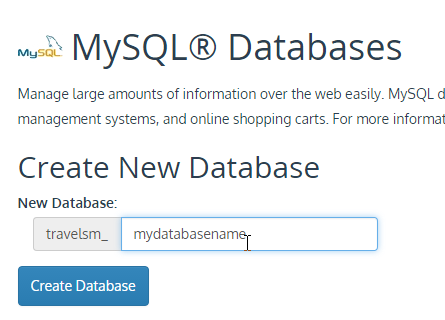 MySQL MySQL® Databases
Manage large amounts of information over the web easily. MySQL d
management systems, and online shopping carts. For more informat
Create New Database
New Database:
travelsm_ mydatabasename
Create Database